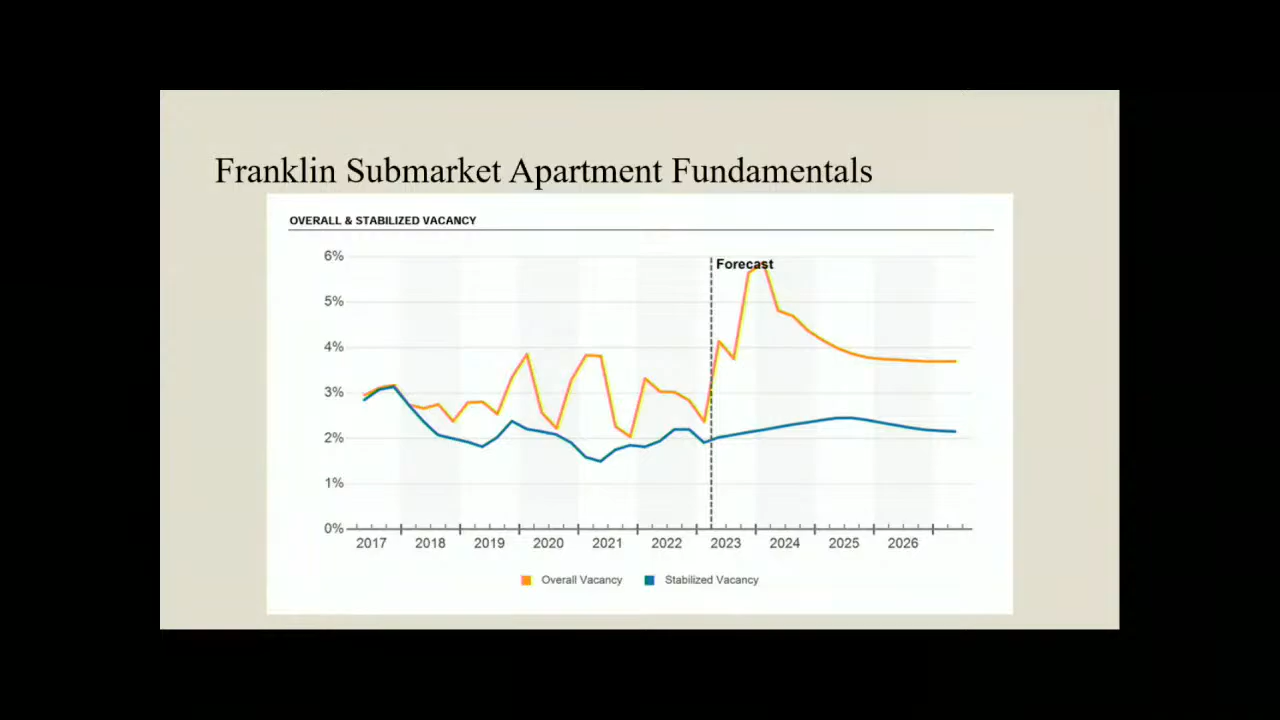 Franklin Submarket Apartment Fundamentals
OVERALL & STABILIZED VACANCY
6%
Forecast
5%
4%
3%
2%
1%
0%
2017 2018 2019 2020 2021 2022 2023 2024 2025 2026
Overall Vacancy Stabilized Vacancy